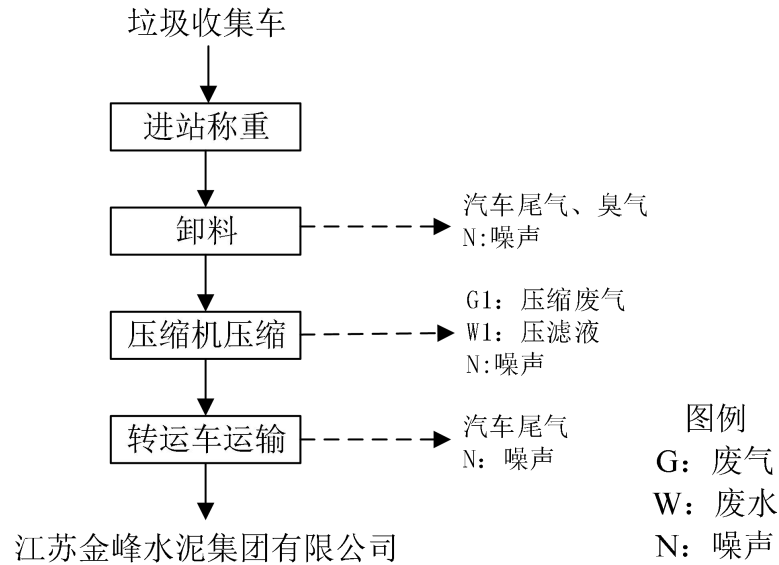 垃圾收集车
进站称重
卸料
汽车尾气、臭气
N:噪声
压缩机压缩
G1：压缩废气
W1：压滤液
N:噪声
转运车运输
汽车尾气
N：噪声
江苏金峰水泥集团有限公司
图例
G：废气
W：废水
N：噪声